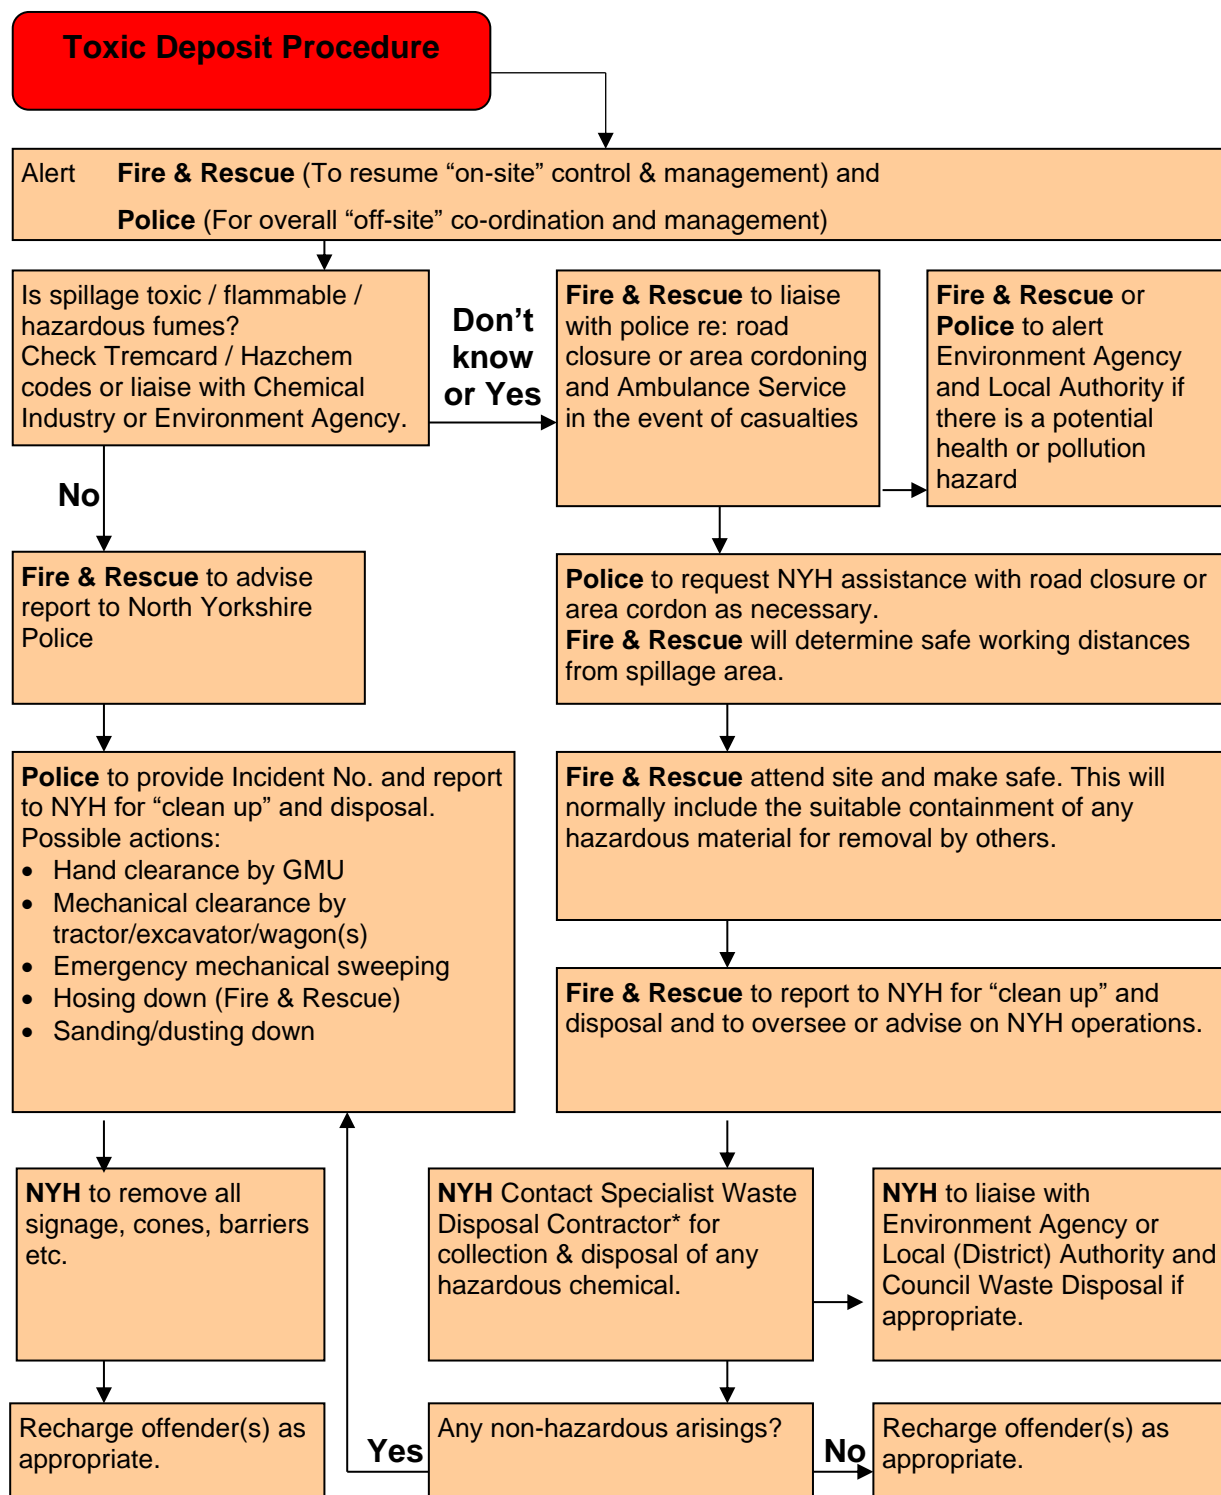 Toxic Deposit Procedure
Alert Fire & Rescue (To resume “on-site” control & management) and
Police (For overall “off-site” co-ordination and management)
Is spillage toxic / flammable /
hazardous fumes?
Check Tremcard / Hazchem
codes or liaise with Chemical
Industry or Environment Agency.
Don’t
know
or Yes
Fire & Rescue to liaise
with police re: road
closure or area cordoning
and Ambulance Service
in the event of casualties
Fire & Rescue or
Police to alert
Environment Agency
and Local Authority if
there is a potential
health or pollution
hazard
No
Fire & Rescue to advise
report to North Yorkshire
Police
Police to request NYH assistance with road closure or
area cordon as necessary.
Fire & Rescue will determine safe working distances
from spillage area.
Police to provide Incident No. and report
to NYH for “clean up” and disposal.
Possible actions:
• Hand clearance by GMU
• Mechanical clearance by
tractor/excavator/wagon(s)
• Emergency mechanical sweeping
• Hosing down (Fire & Rescue)
• Sanding/dusting down
Fire & Rescue attend site and make safe. This will
normally include the suitable containment of any
hazardous material for removal by others.
Fire & Rescue to report to NYH for “clean up” and
disposal and to oversee or advise on NYH operations.
NYH to remove all
signage, cones, barriers
etc.
NYH Contact Specialist Waste
Disposal Contractor* for
collection & disposal of any
hazardous chemical.
NYH to liaise with
Environment Agency or
Local (District) Authority and
Council Waste Disposal if
appropriate.
Recharge offender(s) as
appropriate.
Yes
Any non-hazardous arisings?
No
Recharge offender(s) as
appropriate.